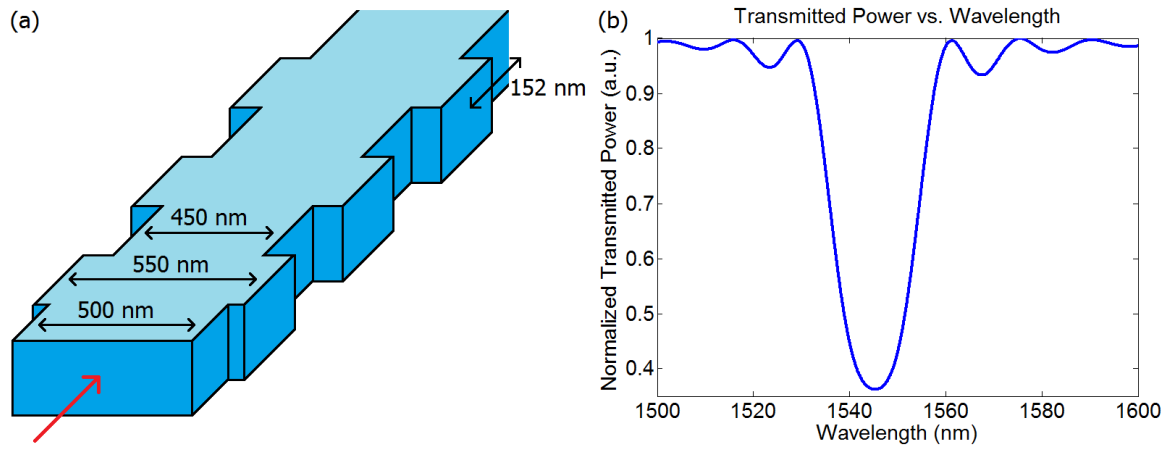 (a)
152 nm
450 nm
550 nm
500 nm
(b)
Transmitted Power vs. Wavelength
Normalized Transmitted Power (a.u.)
1
0.9
0.8
0.7
0.6
0.5
0.4
1500 1520 1540 1560 1580 1600
Wavelength (nm)